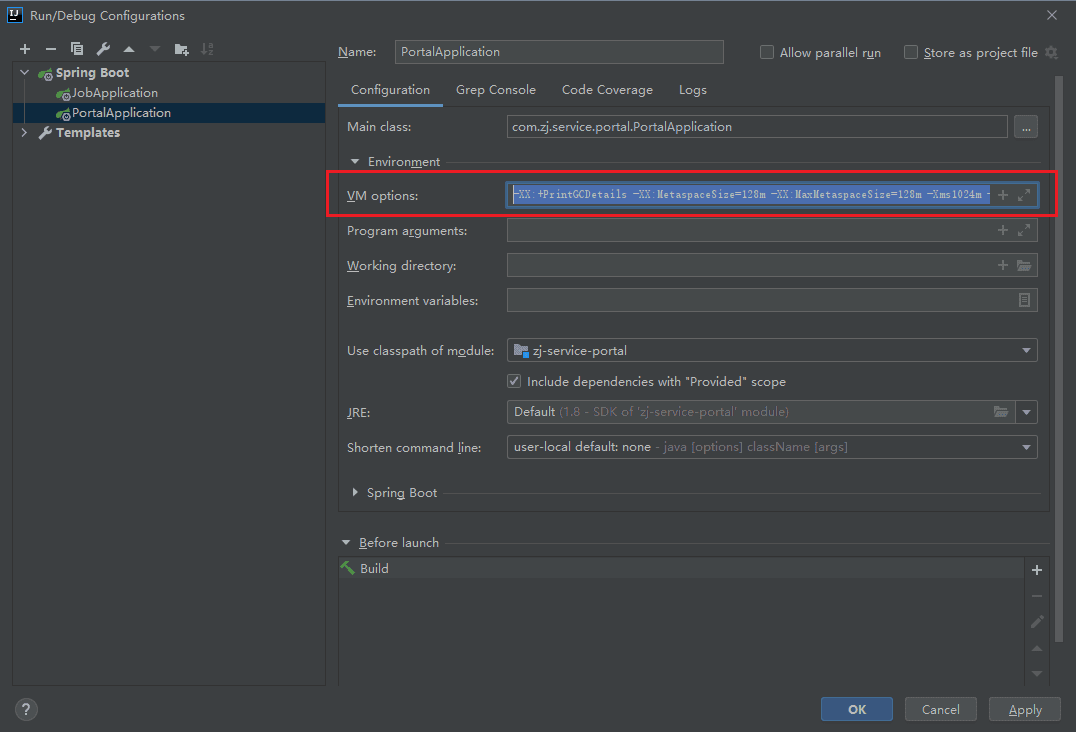 Run/Debug Configurations
Name: PortalApplication Allow parallel run Store as project file
Spring Boot
JobApplication
PortalApplication
Templates
Configuration Grep Console Code Coverage Logs
Main class: com.zj.service.portal.PortalApplication ...
Environment
VM options: -XX:+PrintGCDetails -XX:MetaspaceSize=128m -XX:MaxMetaspaceSize=128m -Xms1024m -
Program arguments:
Working directory:
Environment variables:
Use classpath of module: zj-service-portal
Include dependencies with "Provided" scope
JRE: Default (1.8 - SDK of 'zj-service-portal' module)
Shorten command line: user-local default: none - java [options] className [args]
Spring Boot
Before launch
Build
? OK Cancel Apply